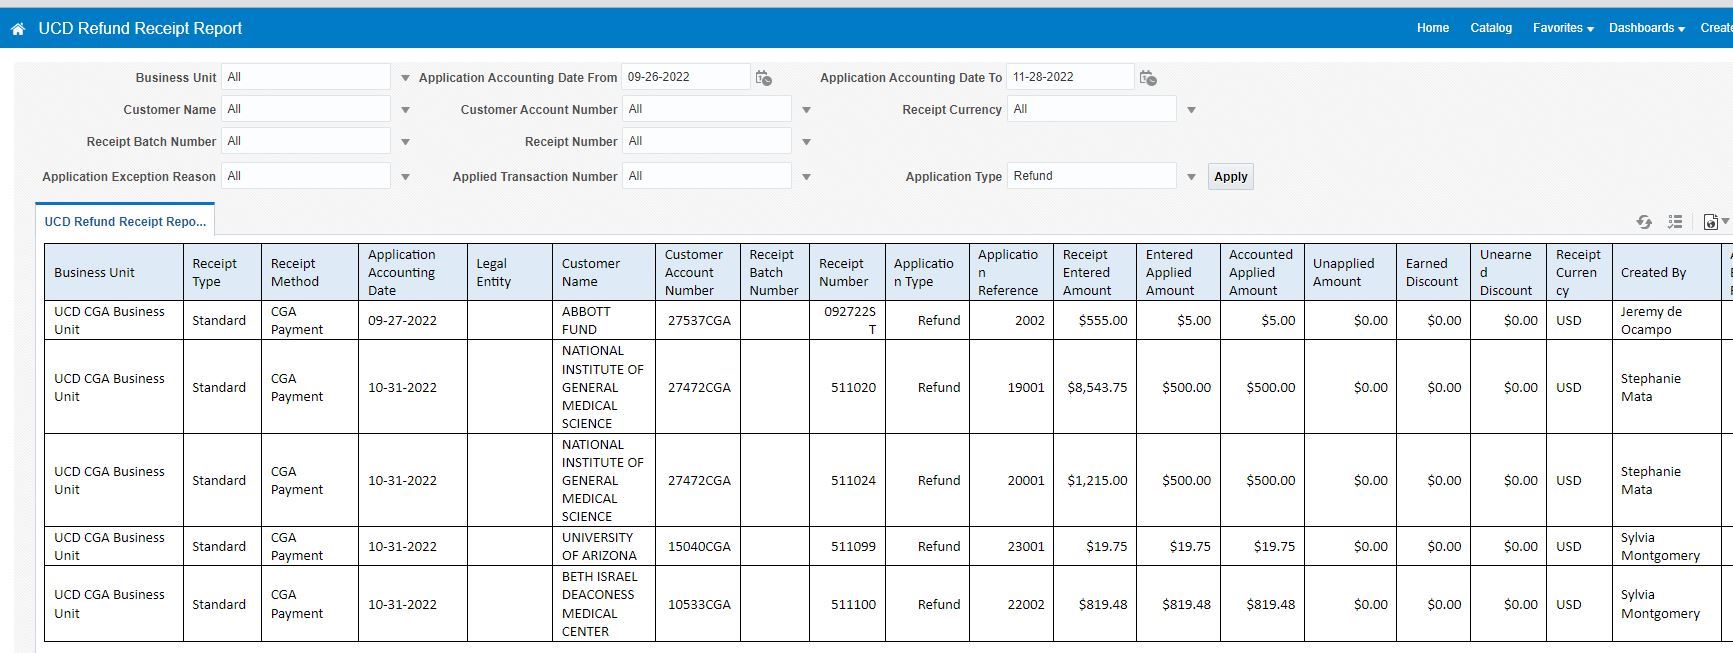 UCD Refund Receipt Report
Home Catalog Favorites Dashboards Create
Business Unit All Application Accounting Date From 09-26-2022 Application Accounting Date To 11-28-2022
Customer Name All Customer Account Number All Receipt Currency All
Receipt Batch Number All Receipt Number All
Application Exception Reason All Applied Transaction Number All Application Type Refund Apply
UCD Refund Receipt Repo...
Business Unit
Receipt
Type
Receipt
Method
Application
Accounting
Date
Legal
Entity
Customer
Name
Customer
Account
Number
Receipt
Batch
Number
Receipt
Number
Applicatio
n Type
Applicatio
n
Reference
Receipt
Entered
Amount
Entered
Applied
Amount
Accounted
Applied
Amount
Unapplied
Amount
Earned
Discount
Unearne
d
Discount
Receipt
Curren
cy
Created By
UCD CGA Business
Unit
Standard
CGA
Payment
09-27-2022
ABBOTT
FUND
27537CGA
092722S
T
Refund
2002
$555.00
$5.00
$5.00
$0.00
$0.00
$0.00
USD
Jeremy de
Ocampo
UCD CGA Business
Unit
Standard
CGA
Payment
10-31-2022
NATIONAL
INSTITUTE OF
GENERAL
MEDICAL
SCIENCE
27472CGA
511020
Refund
19001
$8,543.75
$500.00
$500.00
$0.00
$0.00
$0.00
USD
Stephanie
Mata
UCD CGA Business
Unit
Standard
CGA
Payment
10-31-2022
NATIONAL
INSTITUTE OF
GENERAL
MEDICAL
SCIENCE
27472CGA
511024
Refund
20001
$1,215.00
$500.00
$500.00
$0.00
$0.00
$0.00
USD
Stephanie
Mata
UCD CGA Business
Unit
Standard
CGA
Payment
10-31-2022
UNIVERSITY
OF ARIZONA
15040CGA
511099
Refund
23001
$19.75
$19.75
$19.75
$0.00
$0.00
$0.00
USD
Sylvia
Montgomery
UCD CGA Business
Unit
Standard
CGA
Payment
10-31-2022
BETH ISRAEL
DEACONESS
MEDICAL
CENTER
10533CGA
511100
Refund
22002
$819.48
$819.48
$819.48
$0.00
$0.00
$0.00
USD
Sylvia
Montgomery